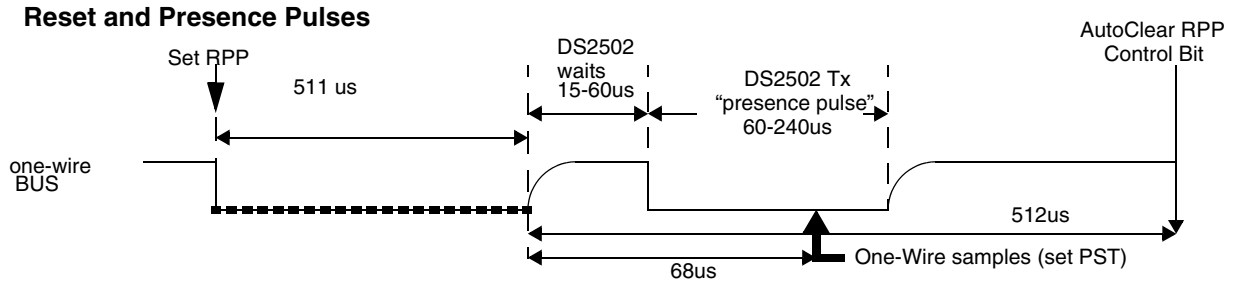 Reset and Presence Pulses
AutoClear RPP
Control Bit
Set RPP
DS2502
waits
15-60us
511 us
DS2502 Tx
“presence pulse”
60-240us
one-wire
BUS
512us
One-Wire samples (set PST)
68us